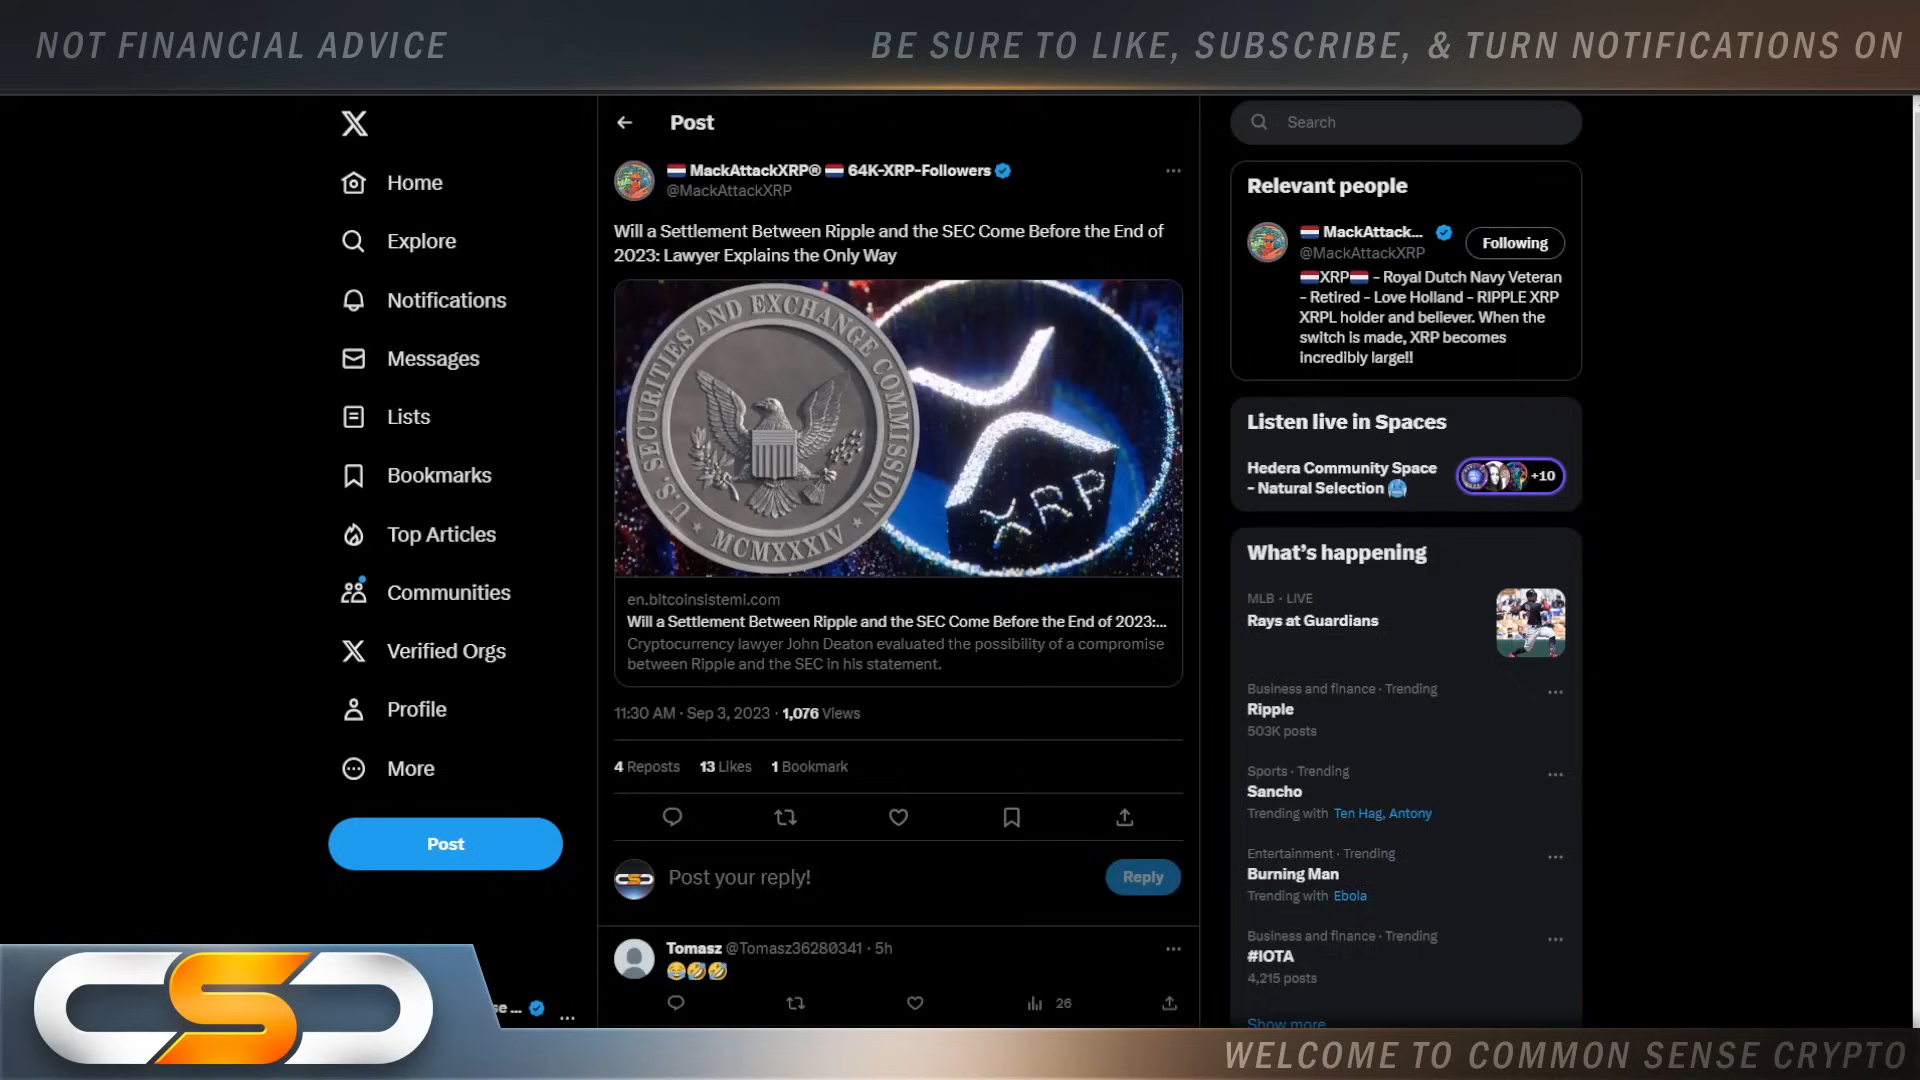 NOT FINANCIAL ADVICE
BE SURE TO LIKE, SUBSCRIBE, & TURN NOTIFICATIONS ON
Home
Explore
Notifications
Messages
Lists
Bookmarks
Top Articles
Communities
Verified Orgs
Profile
More
Post
se ...
Post
🇳🇱 MackAttackXRP® 🇳🇱 64K-XRP-Followers
@MackAttackXRP
Will a Settlement Between Ripple and the SEC Come Before the End of
2023: Lawyer Explains the Only Way
U.S. SECURITIES AND EXCHANGE COMMISSION
MCMXXXIV
XRP
en.bitcoinsistemi.com
Will a Settlement Between Ripple and the SEC Come Before the End of 2023:...
Cryptocurrency lawyer John Deaton evaluated the possibility of a compromise
between Ripple and the SEC in his statement.
11:30 AM · Sep 3, 2023 · 1,076 Views
4 Reposts 13 Likes 1 Bookmark
CSC
Post your reply!
Reply
Tomasz @Tomasz36280341 · 5h
😂🤣🤣
26
Search
Relevant people
🇳🇱 MackAttack...
@MackAttackXRP
Following
🇳🇱XRP🇳🇱 - Royal Dutch Navy Veteran
- Retired - Love Holland - RIPPLE XRP
XRPL holder and believer. When the
switch is made, XRP becomes
incredibly large!!
Listen live in Spaces
Hedera Community Space
- Natural Selection 🥶
+10
What's happening
MLB · LIVE
Rays at Guardians
Business and finance · Trending
Ripple
503K posts
Sports · Trending
Sancho
Trending with Ten Hag, Antony
Entertainment · Trending
Burning Man
Trending with Ebola
Business and finance · Trending
#IOTA
4,215 posts
Show more
CSC
WELCOME TO COMMON SENSE CRYPTO